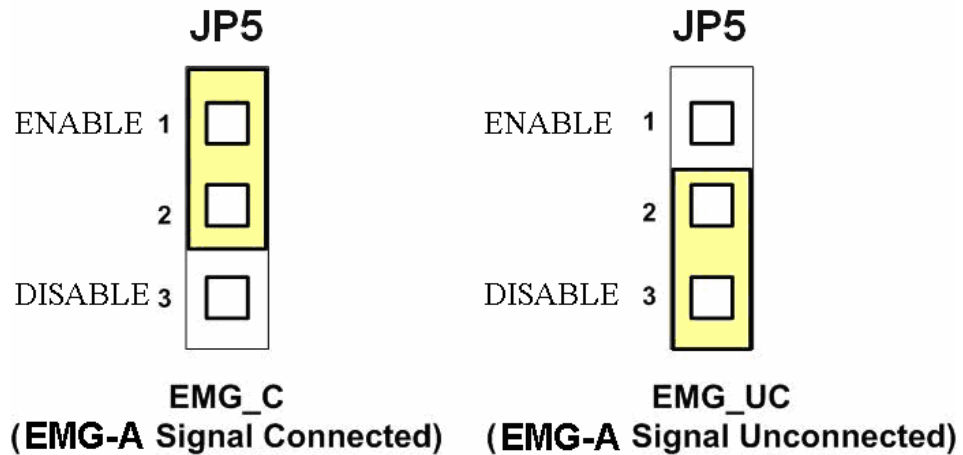 JP5
ENABLE 1
2
DISABLE 3
EMG_C
(EMG-A Signal Connected)
JP5
ENABLE 1
2
DISABLE 3
EMG_UC
(EMG-A Signal Unconnected)